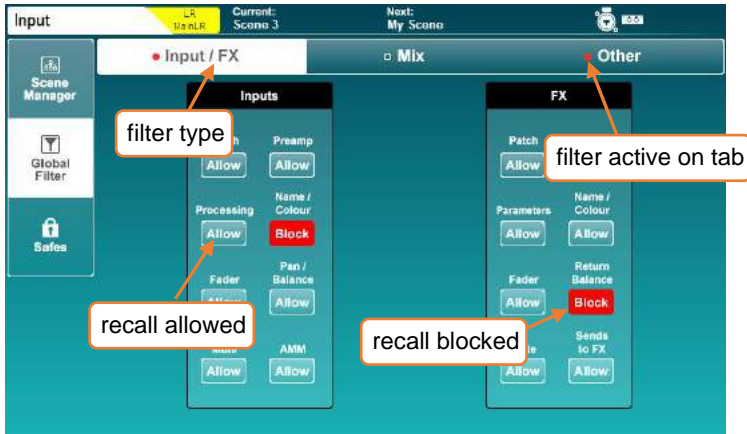 Input
LR
MainLR
Current:
Scene 3
Next:
My Scene
Scene
Manager
Global
Filter
Safes
Input / FX
Mix
Other
filter type
filter active on tab
Inputs
Preamp
Allow
Allow
Processing
Name /
Colour
Allow
Block
Fader
Pan /
Balance
Allow
recall allowed
AMM
Allow
Allow
FX
Patch
Allow
Parameters
Name /
Colour
Allow
Allow
Fader
Return
Balance
Allow
Block
recall blocked
Sends
to FX
Allow
Allow